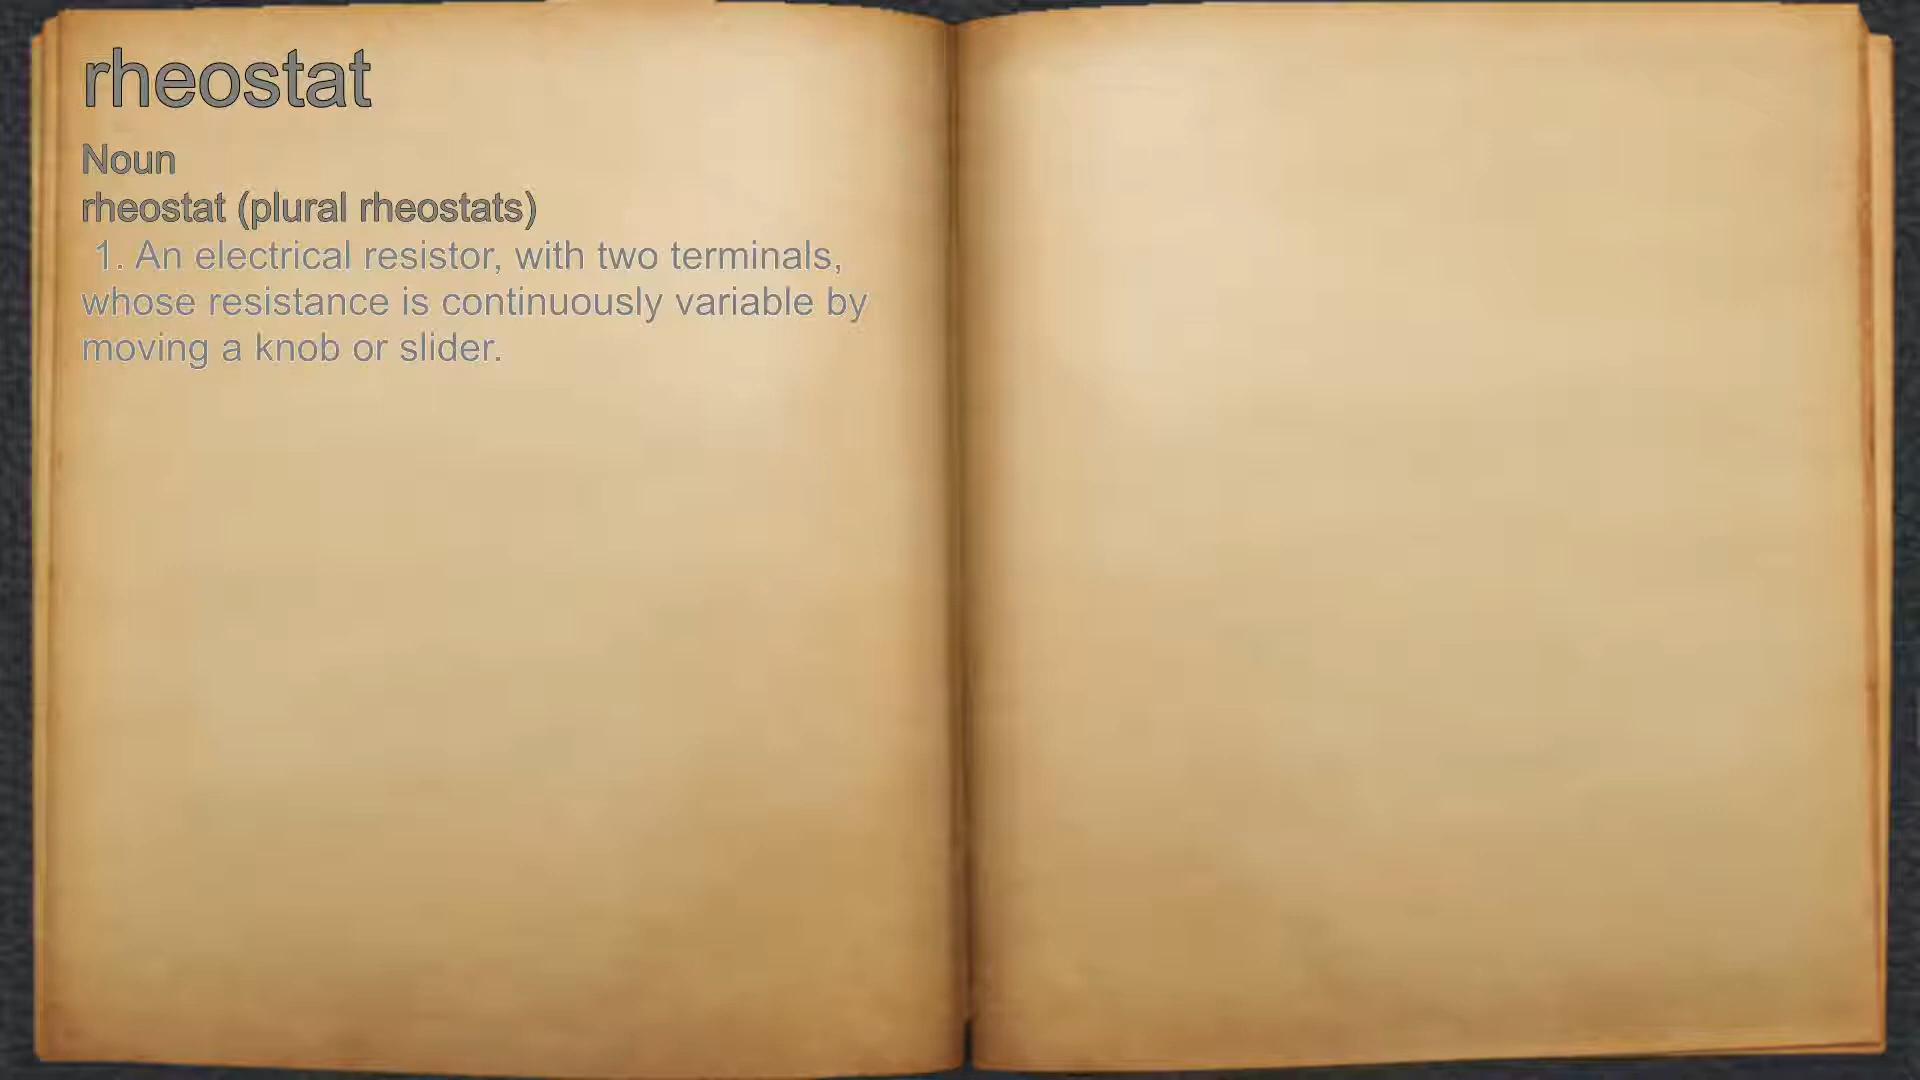 rheostat
Noun
rheostat (plural rheostats)
1. An electrical resistor, with two terminals,
whose resistance is continuously variable by
moving a knob or slider.